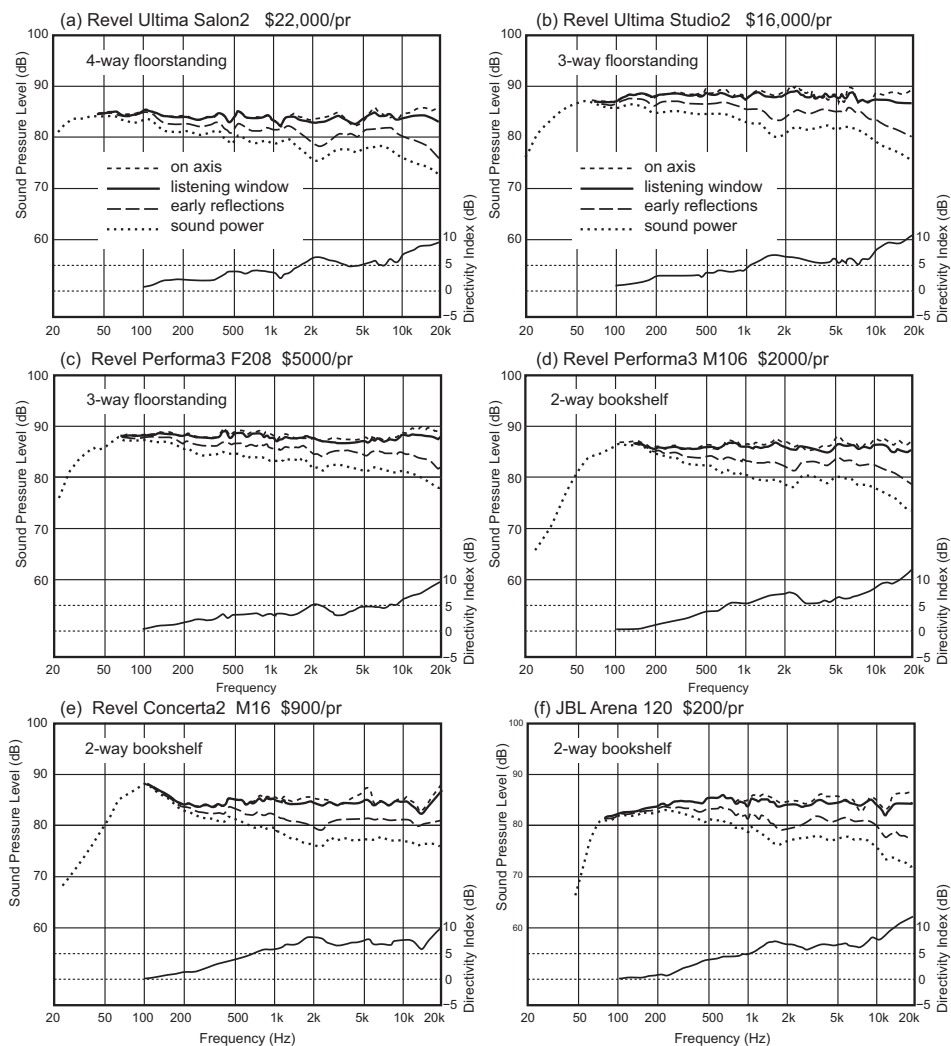 (a) Revel Ultima Salon2 $22,000/pr
100
90
80
70
60
Sound Pressure Level (dB)
4-way floorstanding
on axis
listening window
early reflections
sound power
10
5
0
−5
Directivity Index (dB)
20 50 100 200 500 1k 2k 5k 10k 20k
(b) Revel Ultima Studio2 $16,000/pr
100
90
80
70
60
Sound Pressure Level (dB)
3-way floorstanding
on axis
listening window
early reflections
sound power
10
5
0
−5
Directivity Index (dB)
20 50 100 200 500 1k 2k 5k 10k 20k
(c) Revel Performa3 F208 $5000/pr
100
90
80
70
60
Sound Pressure Level (dB)
3-way floorstanding
10
5
0
−5
Directivity Index (dB)
20 50 100 200 500 1k 2k 5k 10k 20k
Frequency
(d) Revel Performa3 M106 $2000/pr
100
90
80
70
60
Sound Pressure Level (dB)
2-way bookshelf
10
5
0
−5
Directivity Index (dB)
20 50 100 200 500 1k 2k 5k 10k 20k
Frequency
(e) Revel Concerta2 M16 $900/pr
100
90
80
70
60
Sound Pressure Level (dB)
2-way bookshelf
10
5
0
−5
Directivity Index (dB)
20 50 100 200 500 1k 2k 5k 10k 20k
Frequency (Hz)
(f) JBL Arena 120 $200/pr
100
90
80
70
60
Sound Pressure Level (dB)
2-way bookshelf
10
5
0
−5
Directivity Index (dB)
20 50 100 200 500 1k 2k 5k 10k 20k
Frequency (Hz)